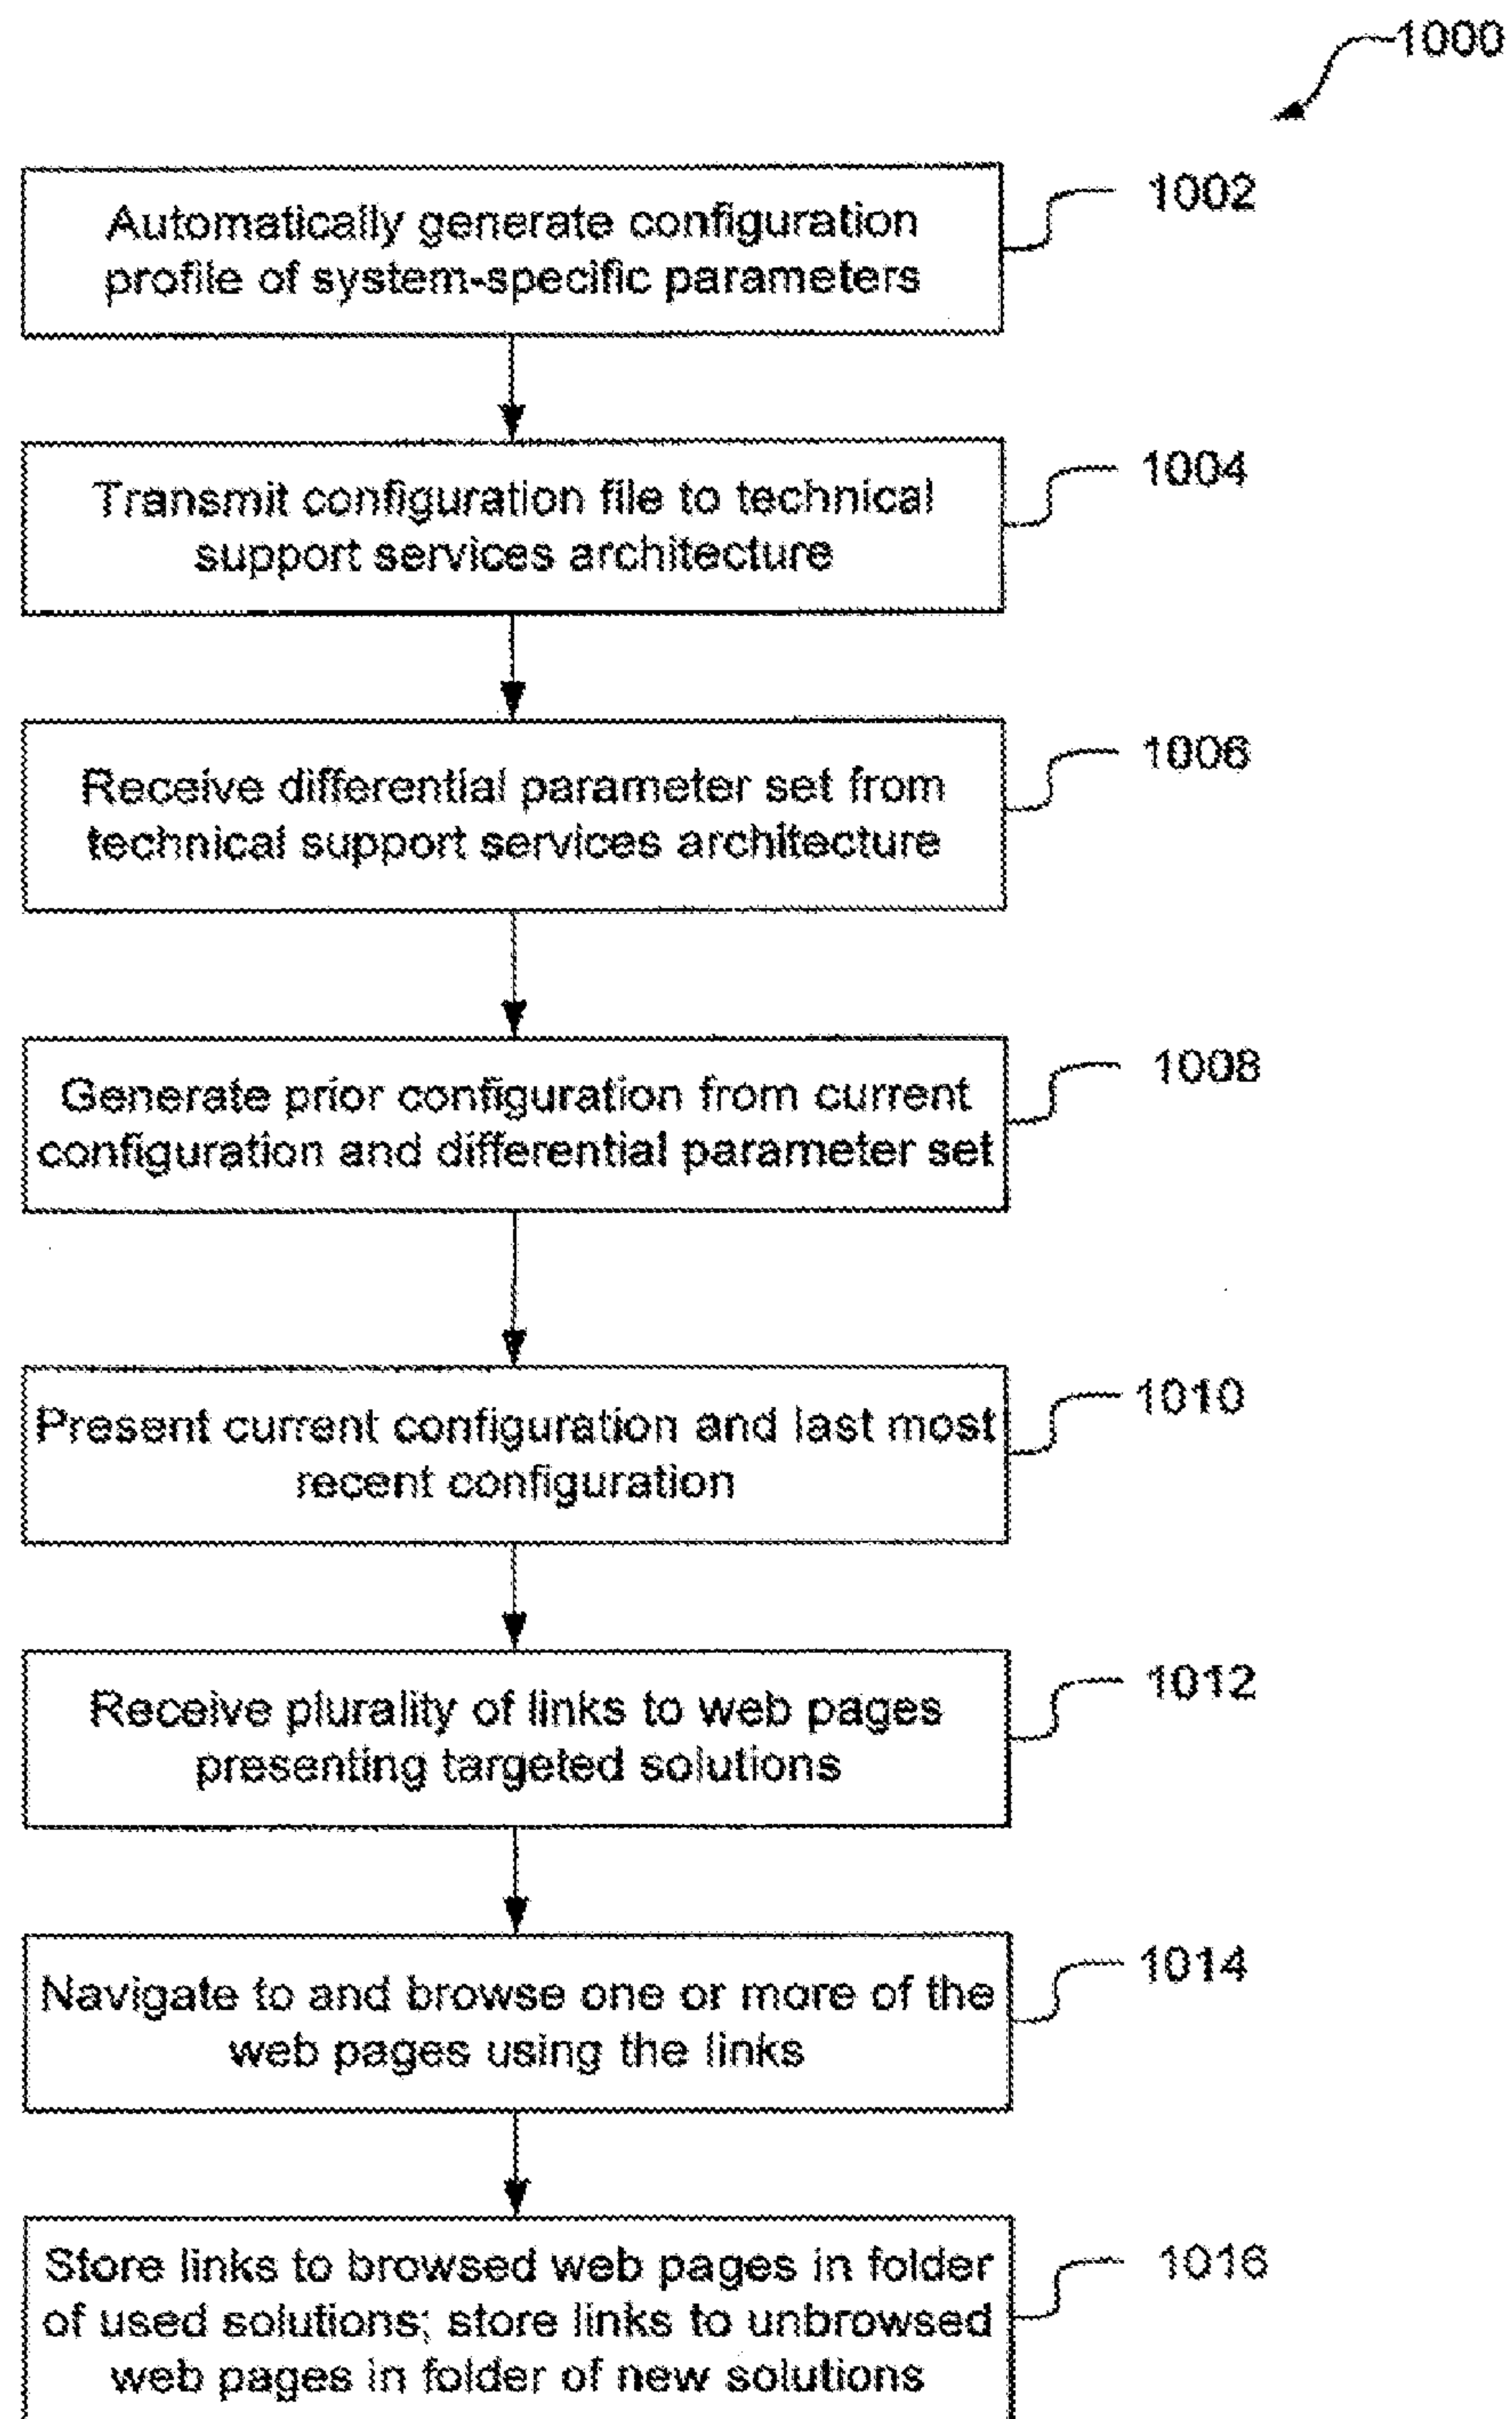 1000
Automatically generate configuration
profile of system-specific parameters
1002
Transmit configuration file to technical
support services architecture
1004
Receive differential parameter set from
technical support services architecture
1006
Generate prior configuration from current
configuration and differential parameter set
1008
Present current configuration and last most
recent configuration
1010
Receive plurality of links to web pages
presenting targeted solutions
1012
Navigate to and browse one or more of the
web pages using the links
1014
Store links to browsed web pages in folder
of used solutions; store links to unbrowsed
web pages in folder of new solutions
1016